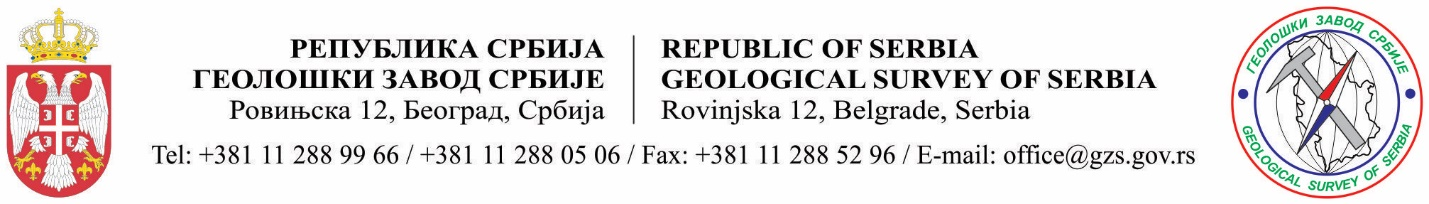 РЕПУБЛИКА СРБИЈА
ГЕОЛОШКИ ЗАВОД СРБИЈЕ
Ровињска 12, Београд, Србија
REPUBLIC OF SERBIA
GEOLOGICAL SURVEY OF SERBIA
Rovinjska 12, Belgrade, Serbia
Tel: +381 11 288 99 66 / +381 11 288 05 06 / Fax: +381 11 288 52 96 / E-mail: office@gzs.gov.rs
ГЕОЛОШКИ ЗАВОД СРБИЈЕ
GEOLOGICAL SURVEY OF SERBIA